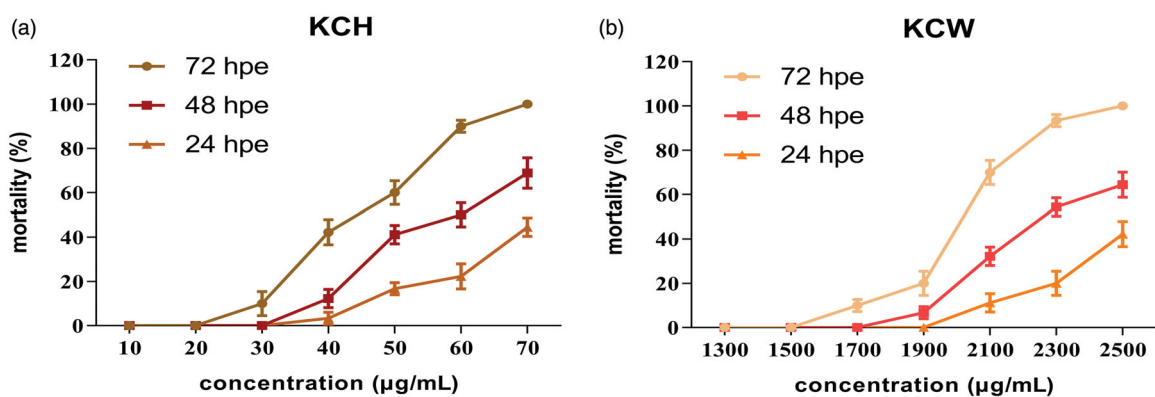 (a)
KCH
120
100
80
60
40
20
0
mortality (%)
72 hpe
48 hpe
24 hpe
10 20 30 40 50 60 70
concentration (µg/mL)
(b)
KCW
120
100
80
60
40
20
0
mortality (%)
72 hpe
48 hpe
24 hpe
1300 1500 1700 1900 2100 2300 2500
concentration (µg/mL)